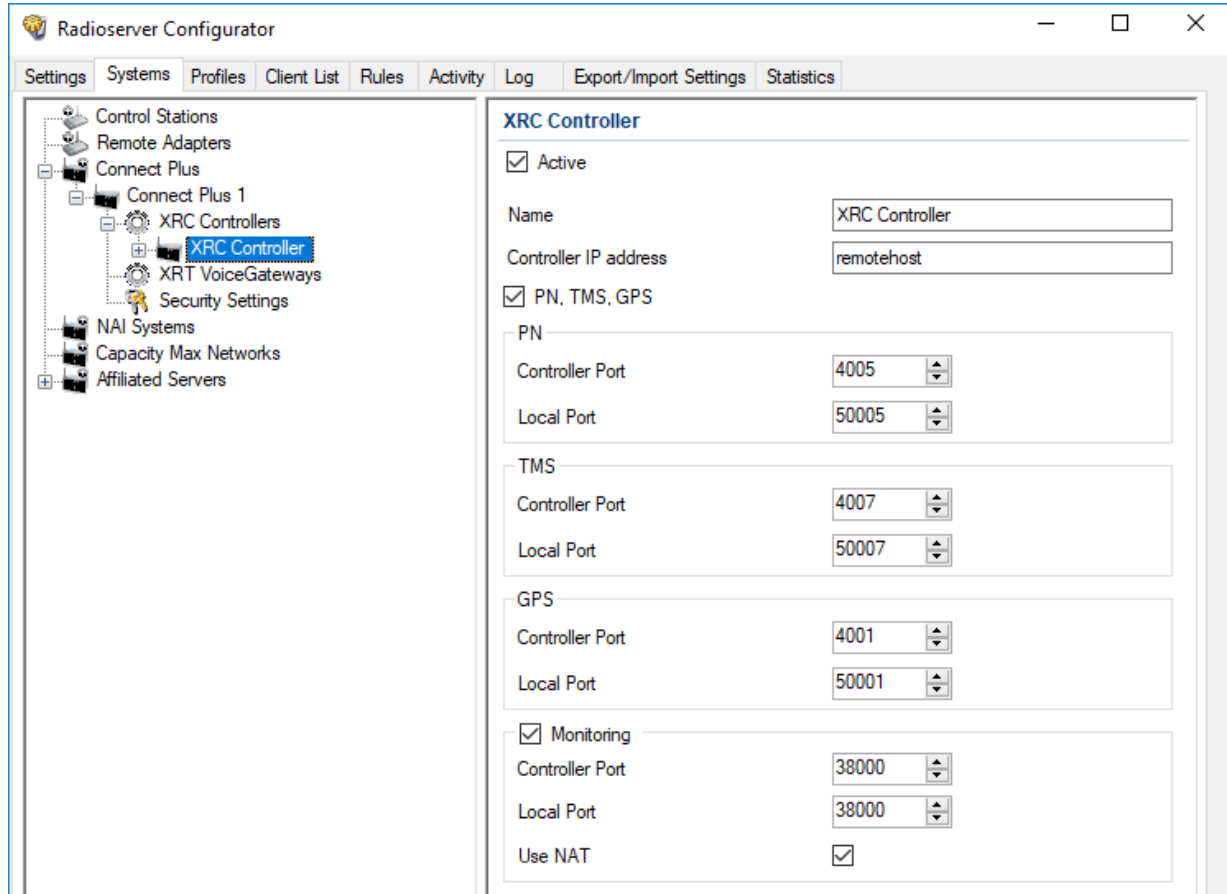 Radioserver Configurator
Settings Systems Profiles Client List Rules Activity Log Export/Import Settings Statistics
Control Stations
Remote Adapters
Connect Plus
Connect Plus 1
XRC Controllers
XRC Controller
XRT VoiceGateways
Security Settings
NAI Systems
Capacity Max Networks
Affiliated Servers
XRC Controller
Active
Name XRC Controller
Controller IP address remotehost
PN, TMS, GPS
PN
Controller Port 4005
Local Port 50005
TMS
Controller Port 4007
Local Port 50007
GPS
Controller Port 4001
Local Port 50001
Monitoring
Controller Port 38000
Local Port 38000
Use NAT